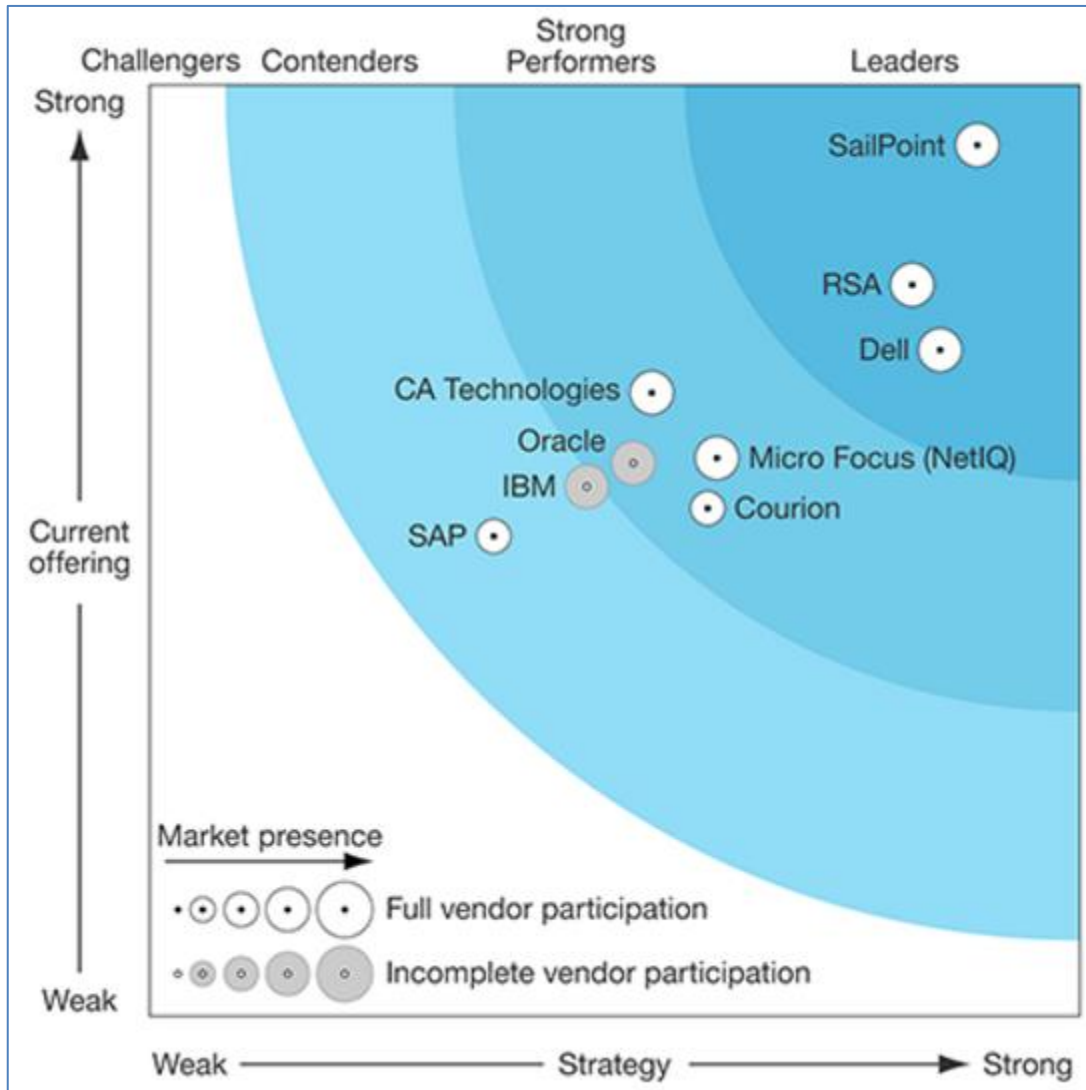 Strong
Challengers Contenders Performers Leaders
Strong
SailPoint
RSA
Dell
CA Technologies
Oracle
Micro Focus (NetIQ)
IBM
Courion
SAP
Current
offering
Market presence
Full vendor participation
Incomplete vendor participation
Weak
Weak Strategy Strong